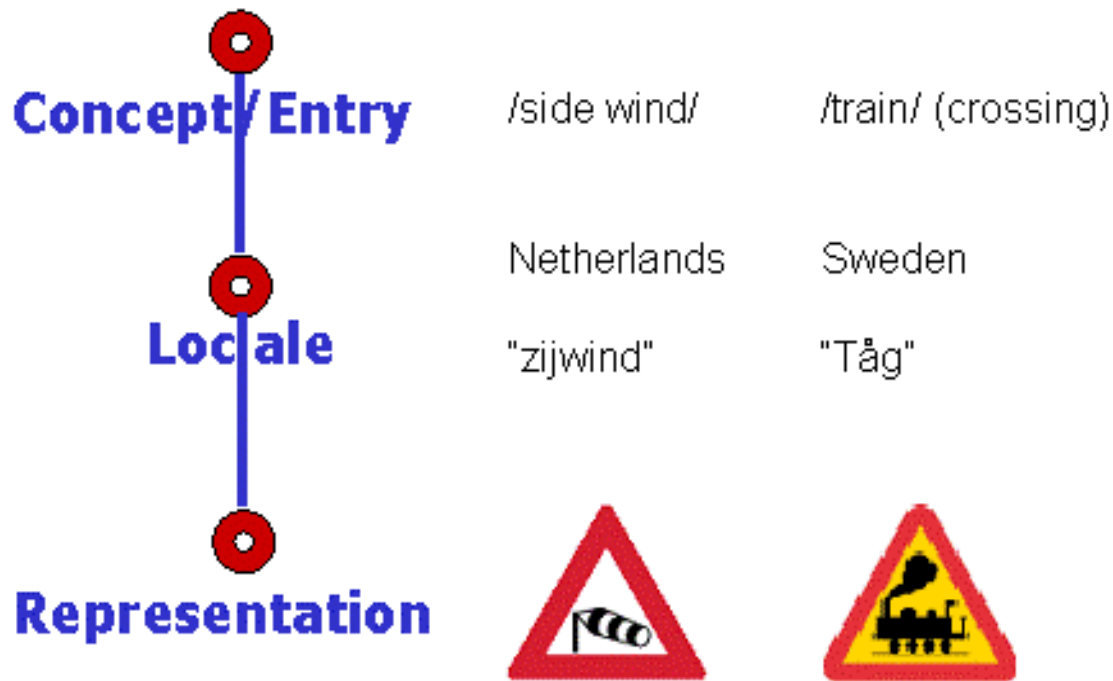 Concept/Entry /side wind/ /train/ (crossing)
Netherlands Sweden
Locale "zijwind" "Tåg"
Representation